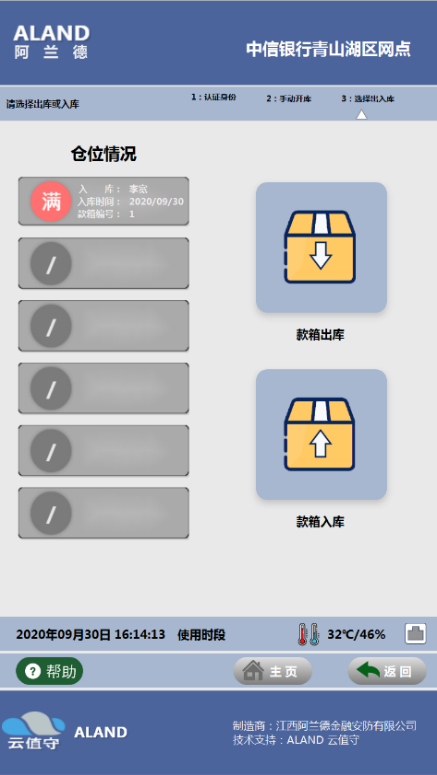 ALAND
阿兰德
中信银行青山湖区网点
请选择出库或入库
1：认证身份
2：手动开库
3：选择出入库
仓位情况
满
入 库： 李宸
入库时间： 2020/09/30
款箱编号： 1
/
/
/
/
/
款箱出库
款箱入库
2020年09月30日 16:14:13 使用时段
32℃/46%
? 帮助
主页
返回
云值守
ALAND
制造商：江西阿兰德金融安防有限公司
技术支持：ALAND 云值守